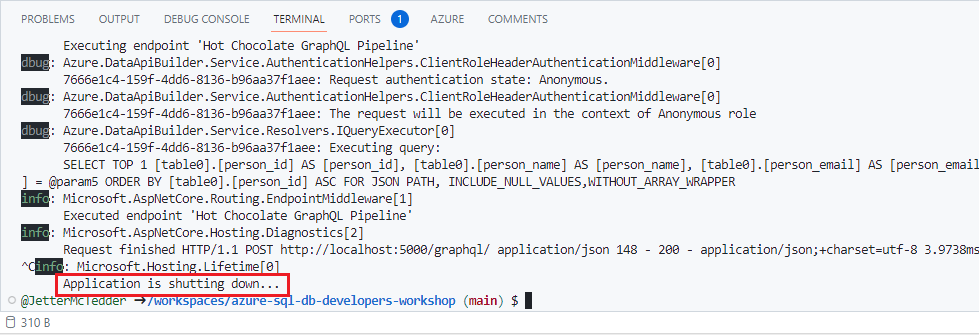 PROBLEMS OUTPUT DEBUG CONSOLE TERMINAL PORTS 1 AZURE COMMENTS
Executing endpoint 'Hot Chocolate GraphQL Pipeline'
dbug: Azure.DataApiBuilder.Service.AuthenticationHelpers.ClientRoleHeaderAuthenticationMiddleware[0]
7666e1c4-159f-4dd6-8136-b96aa37f1aee: Request authentication state: Anonymous.
dbug: Azure.DataApiBuilder.Service.AuthenticationHelpers.ClientRoleHeaderAuthenticationMiddleware[0]
7666e1c4-159f-4dd6-8136-b96aa37f1aee: The request will be executed in the context of Anonymous role
dbug: Azure.DataApiBuilder.Service.Resolvers.IQueryExecutor[0]
7666e1c4-159f-4dd6-8136-b96aa37f1aee: Executing query:
SELECT TOP 1 [table0].[person_id] AS [person_id], [table0].[person_name] AS [person_name], [table0].[person_email] AS [person_email
] = @param5 ORDER BY [table0].[person_id] ASC FOR JSON PATH, INCLUDE_NULL_VALUES,WITHOUT_ARRAY_WRAPPER
info: Microsoft.AspNetCore.Routing.EndpointMiddleware[1]
Executed endpoint 'Hot Chocolate GraphQL Pipeline'
info: Microsoft.AspNetCore.Hosting.Diagnostics[2]
Request finished HTTP/1.1 POST http://localhost:5000/graphql/ application/json 148 - 200 - application/json;+charset=utf-8 3.9738ms
^Cinfo: Microsoft.Hosting.Lifetime[0]
Application is shutting down...
@JetterMcTedder ➜/workspaces/azure-sql-db-developers-workshop (main) $
310 B